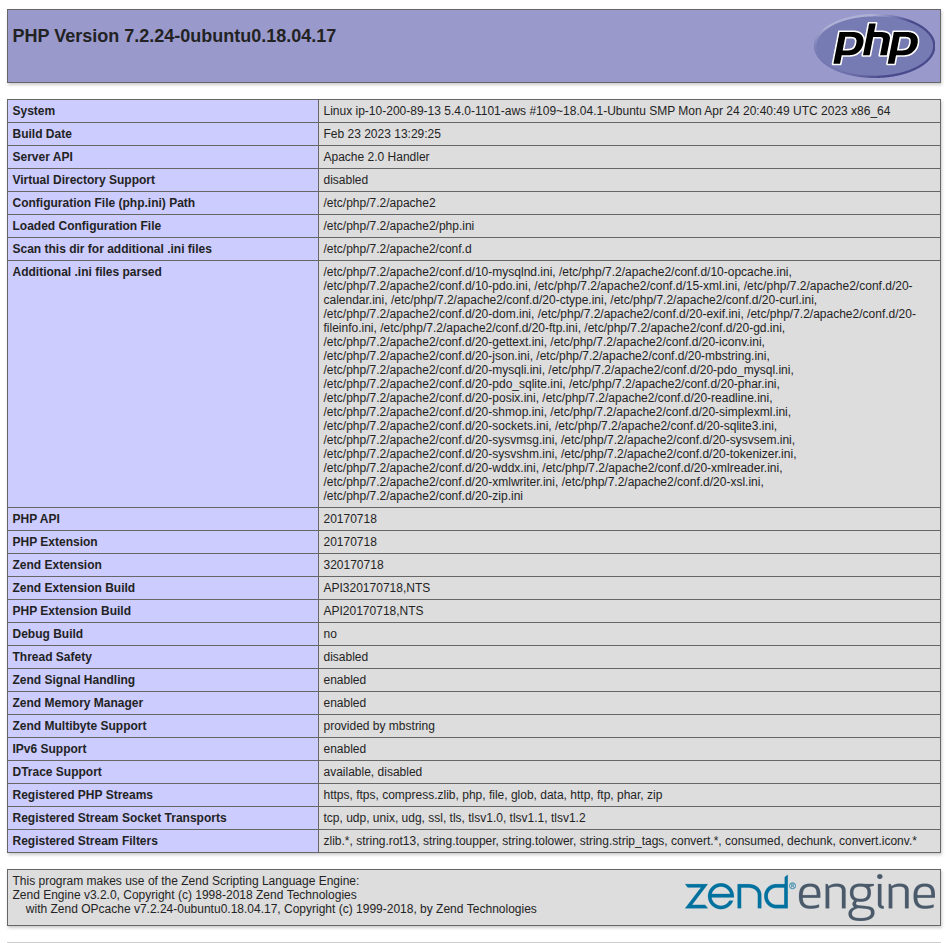 PHP Version 7.2.24-0ubuntu0.18.04.17
php
System Linux ip-10-200-89-13 5.4.0-1101-aws #109~18.04.1-Ubuntu SMP Mon Apr 24 20:40:49 UTC 2023 x86_64
Build Date Feb 23 2023 13:29:25
Server API Apache 2.0 Handler
Virtual Directory Support disabled
Configuration File (php.ini) Path /etc/php/7.2/apache2
Loaded Configuration File /etc/php/7.2/apache2/php.ini
Scan this dir for additional .ini files /etc/php/7.2/apache2/conf.d
Additional .ini files parsed /etc/php/7.2/apache2/conf.d/10-mysqlnd.ini, /etc/php/7.2/apache2/conf.d/10-opcache.ini,
/etc/php/7.2/apache2/conf.d/10-pdo.ini, /etc/php/7.2/apache2/conf.d/15-xml.ini, /etc/php/7.2/apache2/conf.d/20-
calendar.ini, /etc/php/7.2/apache2/conf.d/20-ctype.ini, /etc/php/7.2/apache2/conf.d/20-curl.ini,
/etc/php/7.2/apache2/conf.d/20-dom.ini, /etc/php/7.2/apache2/conf.d/20-exif.ini, /etc/php/7.2/apache2/conf.d/20-
fileinfo.ini, /etc/php/7.2/apache2/conf.d/20-ftp.ini, /etc/php/7.2/apache2/conf.d/20-gd.ini,
/etc/php/7.2/apache2/conf.d/20-gettext.ini, /etc/php/7.2/apache2/conf.d/20-iconv.ini,
/etc/php/7.2/apache2/conf.d/20-json.ini, /etc/php/7.2/apache2/conf.d/20-mbstring.ini,
/etc/php/7.2/apache2/conf.d/20-mysqli.ini, /etc/php/7.2/apache2/conf.d/20-pdo_mysql.ini,
/etc/php/7.2/apache2/conf.d/20-pdo_sqlite.ini, /etc/php/7.2/apache2/conf.d/20-phar.ini,
/etc/php/7.2/apache2/conf.d/20-posix.ini, /etc/php/7.2/apache2/conf.d/20-readline.ini,
/etc/php/7.2/apache2/conf.d/20-shmop.ini, /etc/php/7.2/apache2/conf.d/20-simplexml.ini,
/etc/php/7.2/apache2/conf.d/20-sockets.ini, /etc/php/7.2/apache2/conf.d/20-sqlite3.ini,
/etc/php/7.2/apache2/conf.d/20-sysvmsg.ini, /etc/php/7.2/apache2/conf.d/20-sysvsem.ini,
/etc/php/7.2/apache2/conf.d/20-sysvshm.ini, /etc/php/7.2/apache2/conf.d/20-tokenizer.ini,
/etc/php/7.2/apache2/conf.d/20-wddx.ini, /etc/php/7.2/apache2/conf.d/20-xmlreader.ini,
/etc/php/7.2/apache2/conf.d/20-xmlwriter.ini, /etc/php/7.2/apache2/conf.d/20-xsl.ini,
/etc/php/7.2/apache2/conf.d/20-zip.ini
PHP API 20170718
PHP Extension 20170718
Zend Extension 320170718
Zend Extension Build API320170718,NTS
PHP Extension Build API20170718,NTS
Debug Build no
Thread Safety disabled
Zend Signal Handling enabled
Zend Memory Manager enabled
Zend Multibyte Support provided by mbstring
IPv6 Support enabled
DTrace Support available, disabled
Registered PHP Streams https, ftps, compress.zlib, php, file, glob, data, http, ftp, phar, zip
Registered Stream Socket Transports tcp, udp, unix, udg, ssl, tls, tlsv1.0, tlsv1.1, tlsv1.2
Registered Stream Filters zlib.*, string.rot13, string.toupper, string.tolower, string.strip_tags, convert.*, consumed, dechunk, convert.iconv.*
This program makes use of the Zend Scripting Language Engine:
Zend Engine v3.2.0, Copyright (c) 1998-2018 Zend Technologies
with Zend OPcache v7.2.24-0ubuntu0.18.04.17, Copyright (c) 1999-2018, by Zend Technologies
zend® engine